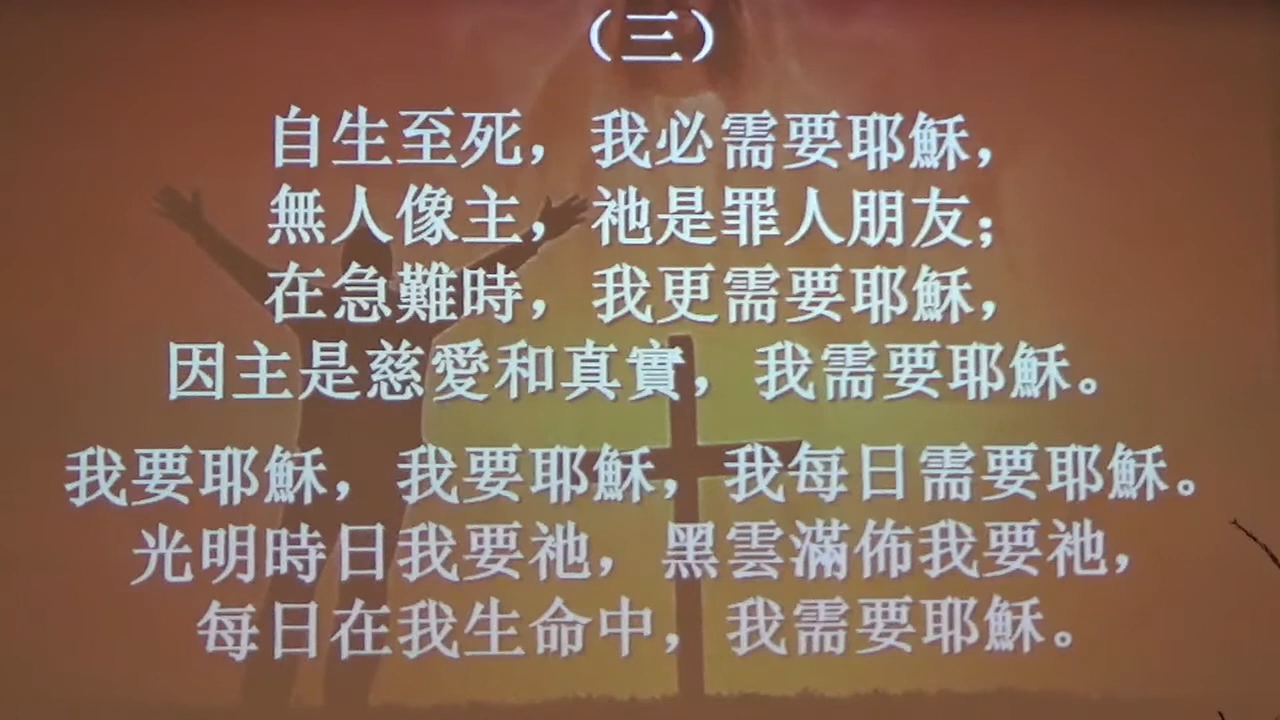 （三）
自生至死，我必需要耶穌，
無人像主，祂是罪人朋友；
在急難時，我更需要耶穌，
因主是慈愛和真實，我需要耶穌。
我要耶穌，我要耶穌，我每日需要耶穌。
光明時日我要祂，黑雲滿佈我要祂，
每日在我生命中，我需要耶穌。